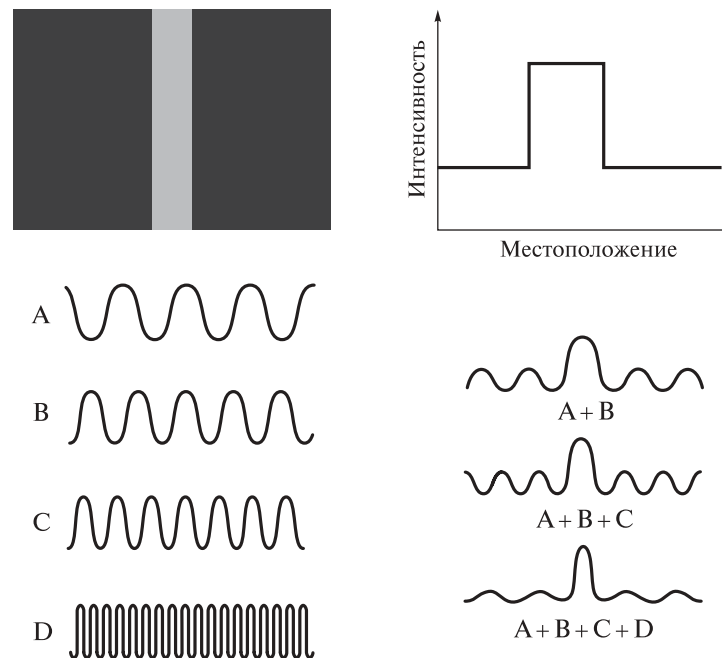 Интенсивность
Местоположение
A
B
C
D
A + B
A + B + C
A + B + C + D